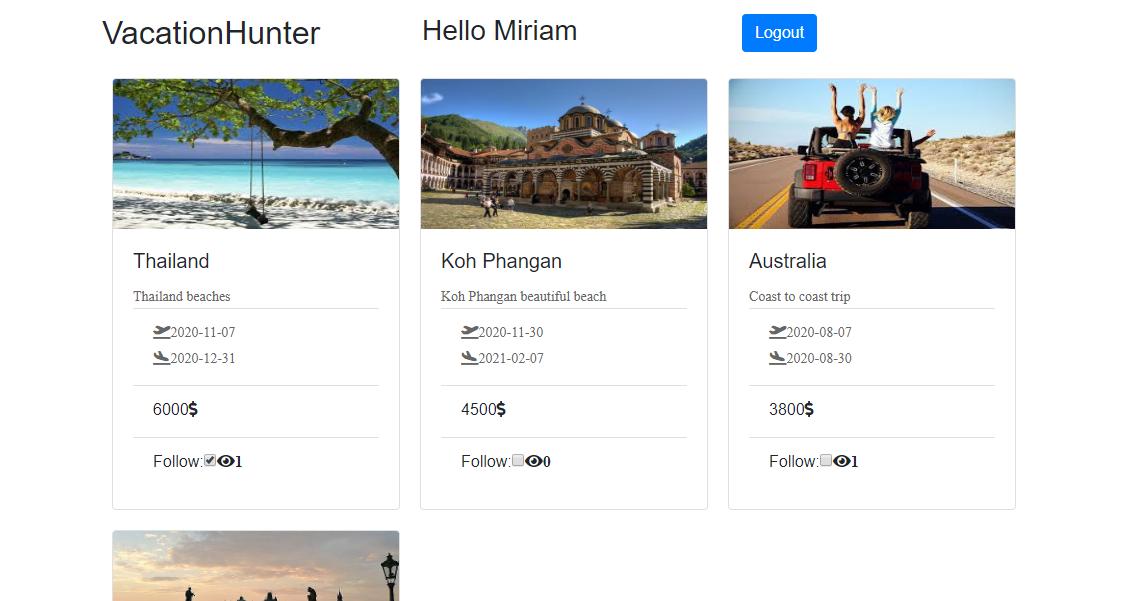 VacationHunter
Hello Miriam
Logout
Thailand
Thailand beaches
2020-11-07
2020-12-31
6000$
Follow: 1
Koh Phangan
Koh Phangan beautiful beach
2020-11-30
2021-02-07
4500$
Follow: 0
Australia
Coast to coast trip
2020-08-07
2020-08-30
3800$
Follow: 1